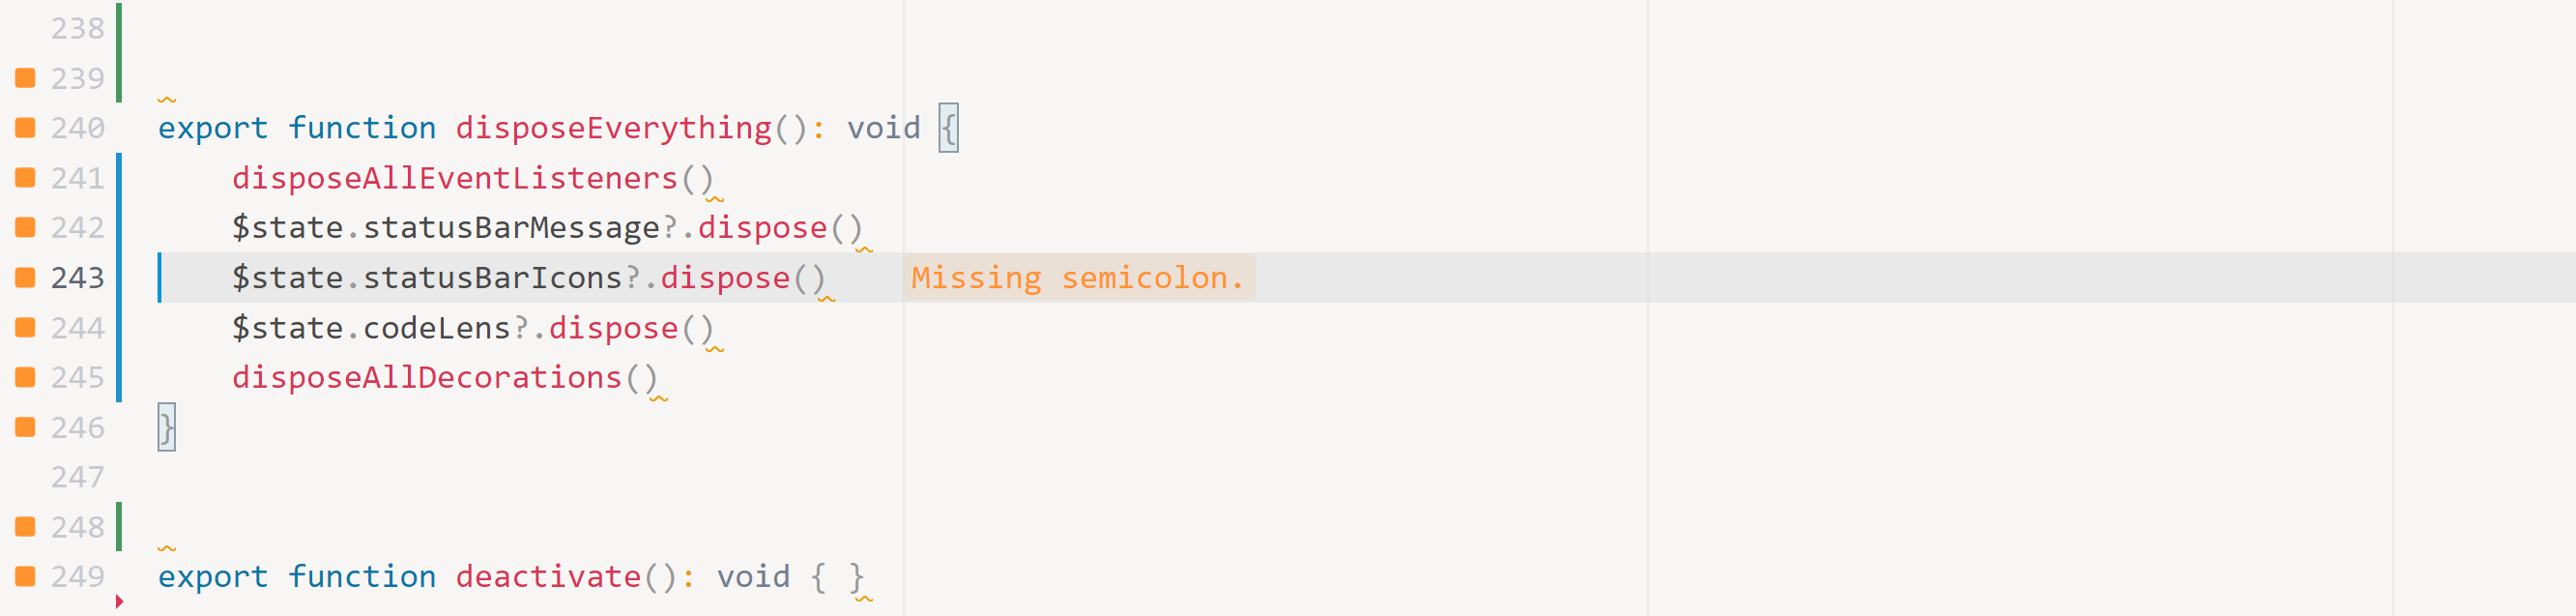 238
239
240 export function disposeEverything(): void {
241     disposeAllEventListeners()
242     $state.statusBarMessage?.dispose()
243     $state.statusBarIcons?.dispose()    Missing semicolon.
244     $state.codeLens?.dispose()
245     disposeAllDecorations()
246 }
247
248
249 export function deactivate(): void { }